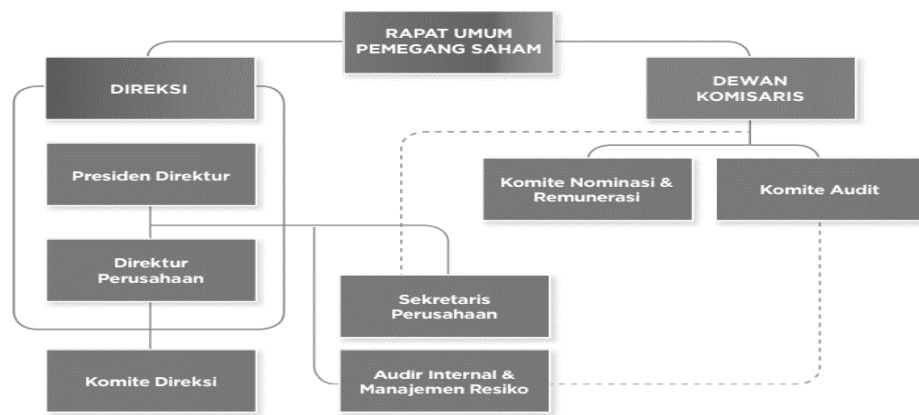 RAPAT UMUM
PEMEGANG SAHAM
DIREKSI
DEWAN
KOMISARIS
Presiden Direktur
Komite Nominasi &
Remunerasi
Komite Audit
Direktur
Perusahaan
Sekretaris
Perusahaan
Komite Direksi
Audir Internal &
Manajemen Resiko